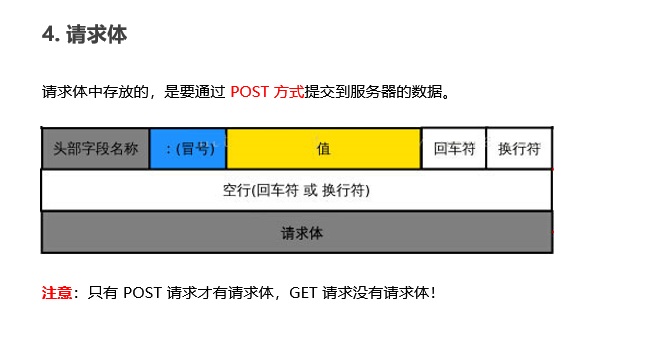 4. 请求体
请求体中存放的，是要通过 POST 方式提交到服务器的数据。
头部字段名称 ：(冒号) 值 回车符 换行符
空行(回车符 或 换行符)
请求体
注意：只有 POST 请求才有请求体，GET 请求没有请求体！